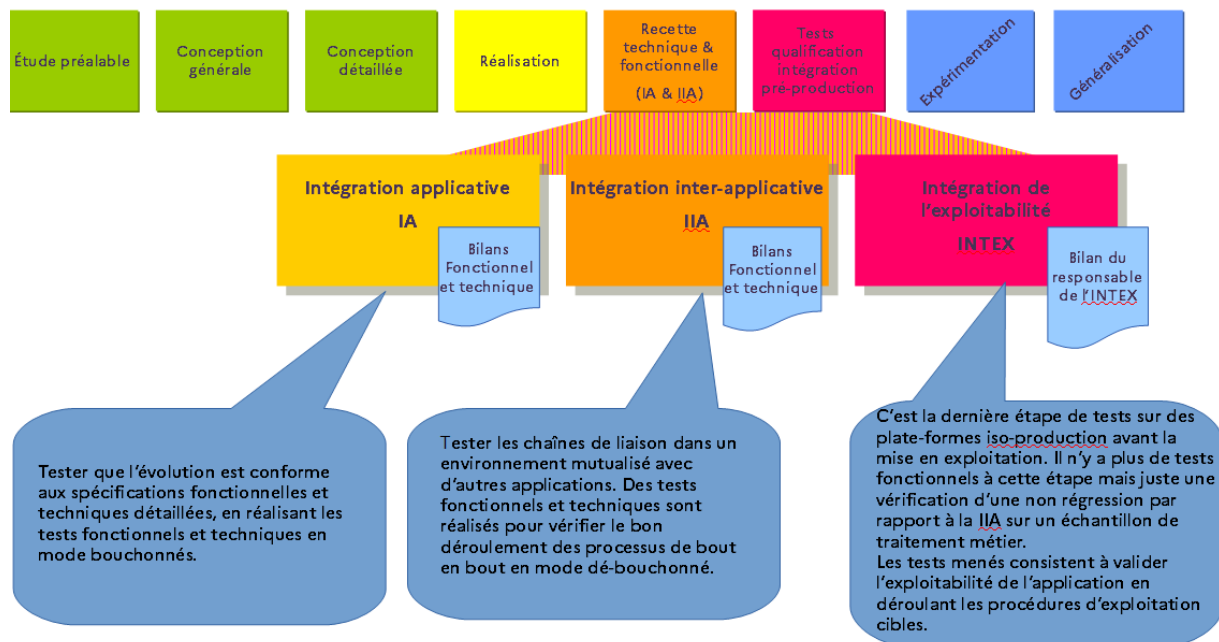 Étude préalable
Conception
générale
Conception
détaillée
Réalisation
Recette
technique &
fonctionnelle
(IA & IIA)
Tests
qualification
intégration
pré-production
Expérimentation
Généralisation
Intégration applicative
IA
Bilans
Fonctionnel
et technique
Intégration inter-applicative
IIA
Bilans
Fonctionnel
et technique
Intégration de
l'exploitabilité
INTEX
Bilan du
responsable
de l'INTEX
Tester que l'évolution est conforme
aux spécifications fonctionnelles et
techniques détaillées, en réalisant les
tests fonctionnels et techniques en
mode bouchonnés.
Tester les chaînes de liaison dans un
environnement mutualisé avec
d'autres applications. Des tests
fonctionnels et techniques sont
réalisés pour vérifier le bon
déroulement des processus de bout
en bout en mode dé-bouchonné.
C'est la dernière étape de tests sur des
plate-formes iso-production avant la
mise en exploitation. Il n'y a plus de tests
fonctionnels à cette étape mais juste une
vérification d'une non régression par
rapport à la IIA sur un échantillon de
traitement métier.
Les tests menés consistent à valider
l'exploitabilité de l'application en
déroulant les procédures d'exploitation
cibles.